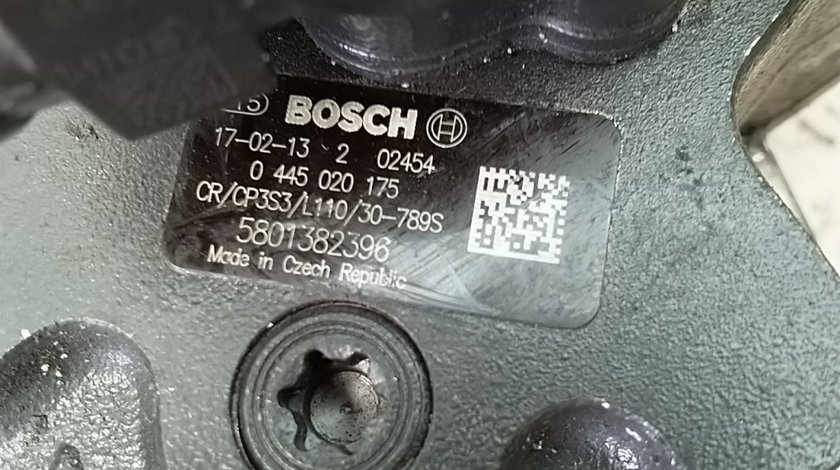 15 BOSCH
17-02-13 2 02454
0 445 020 175
CR/CP3S3/L110/30-789S
5801382396
Made in Czech Republic